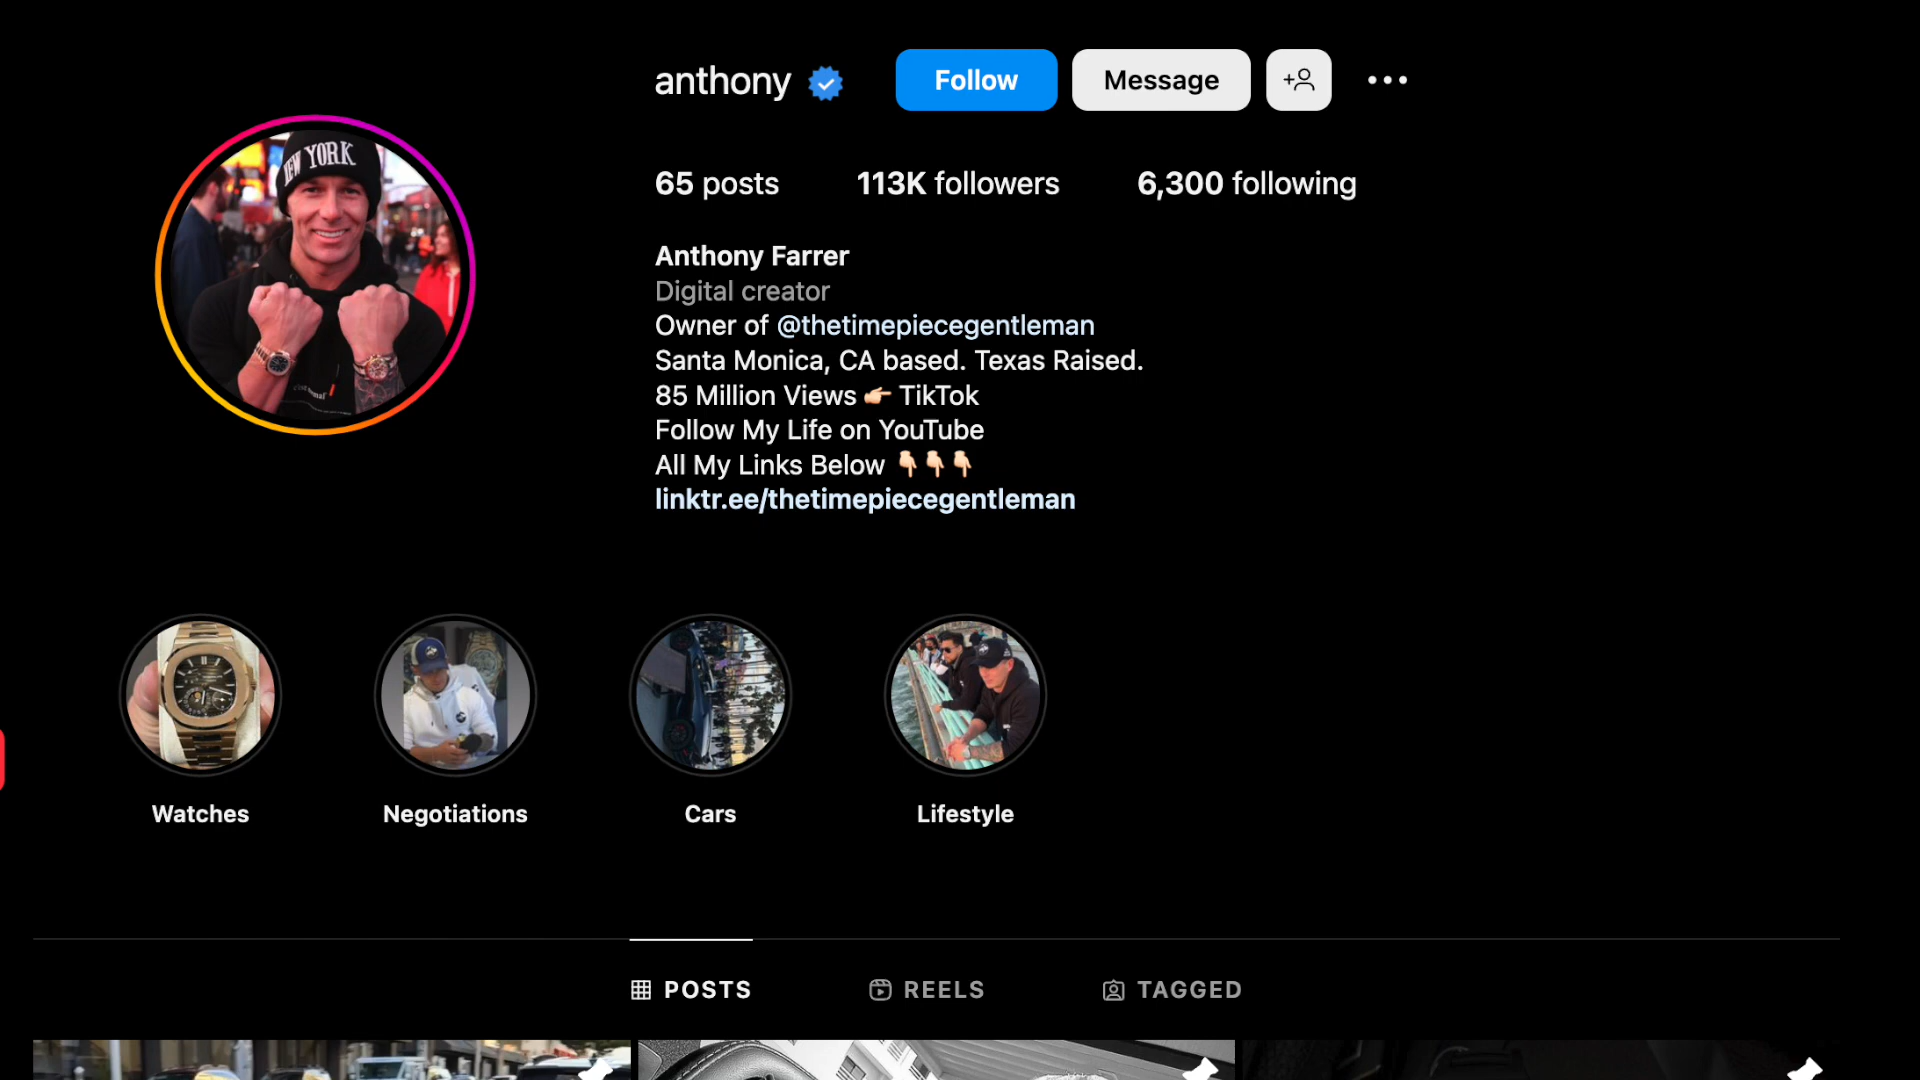 anthony
Follow
Message
65 posts
113K followers
6,300 following
Anthony Farrer
Digital creator
Owner of @thetimepiecegentleman
Santa Monica, CA based. Texas Raised.
85 Million Views 👉🏻 TikTok
Follow My Life on YouTube
All My Links Below 👇🏻👇🏻👇🏻
linktr.ee/thetimepiecegentleman
NEW YORK
Watches
Negotiations
Cars
Lifestyle
POSTS
REELS
TAGGED